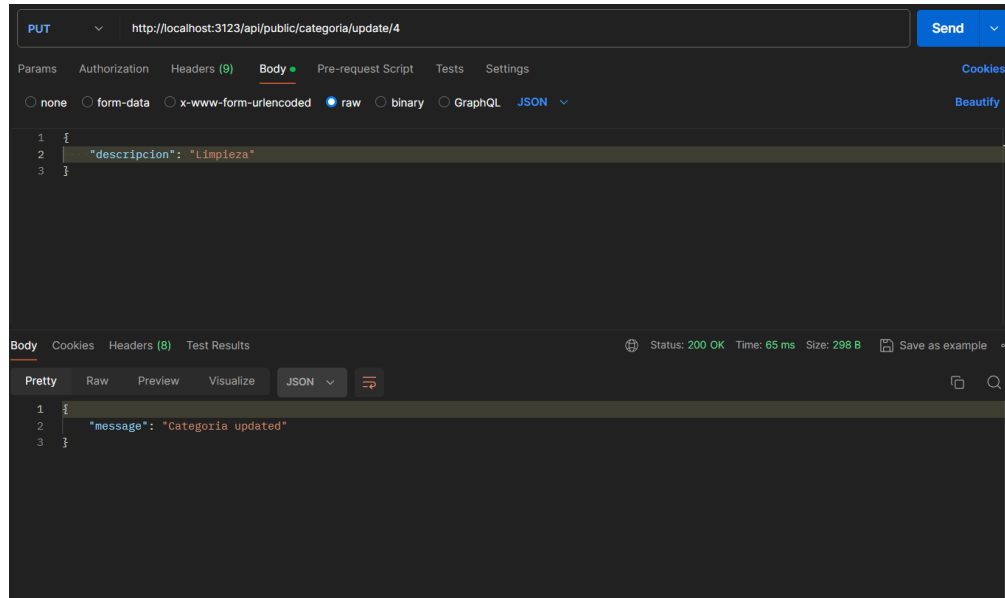 PUT http://localhost:3123/api/public/categoria/update/4 Send
Params Authorization Headers (9) Body Pre-request Script Tests Settings Cookies
none form-data x-www-form-urlencoded raw binary GraphQL JSON Beautify
1 {
2 "descripcion": "Limpieza"
3 }
Body Cookies Headers (8) Test Results Status: 200 OK Time: 65 ms Size: 298 B Save as example
Pretty Raw Preview Visualize JSON
1 {
2 "message": "Categoria updated"
3 }